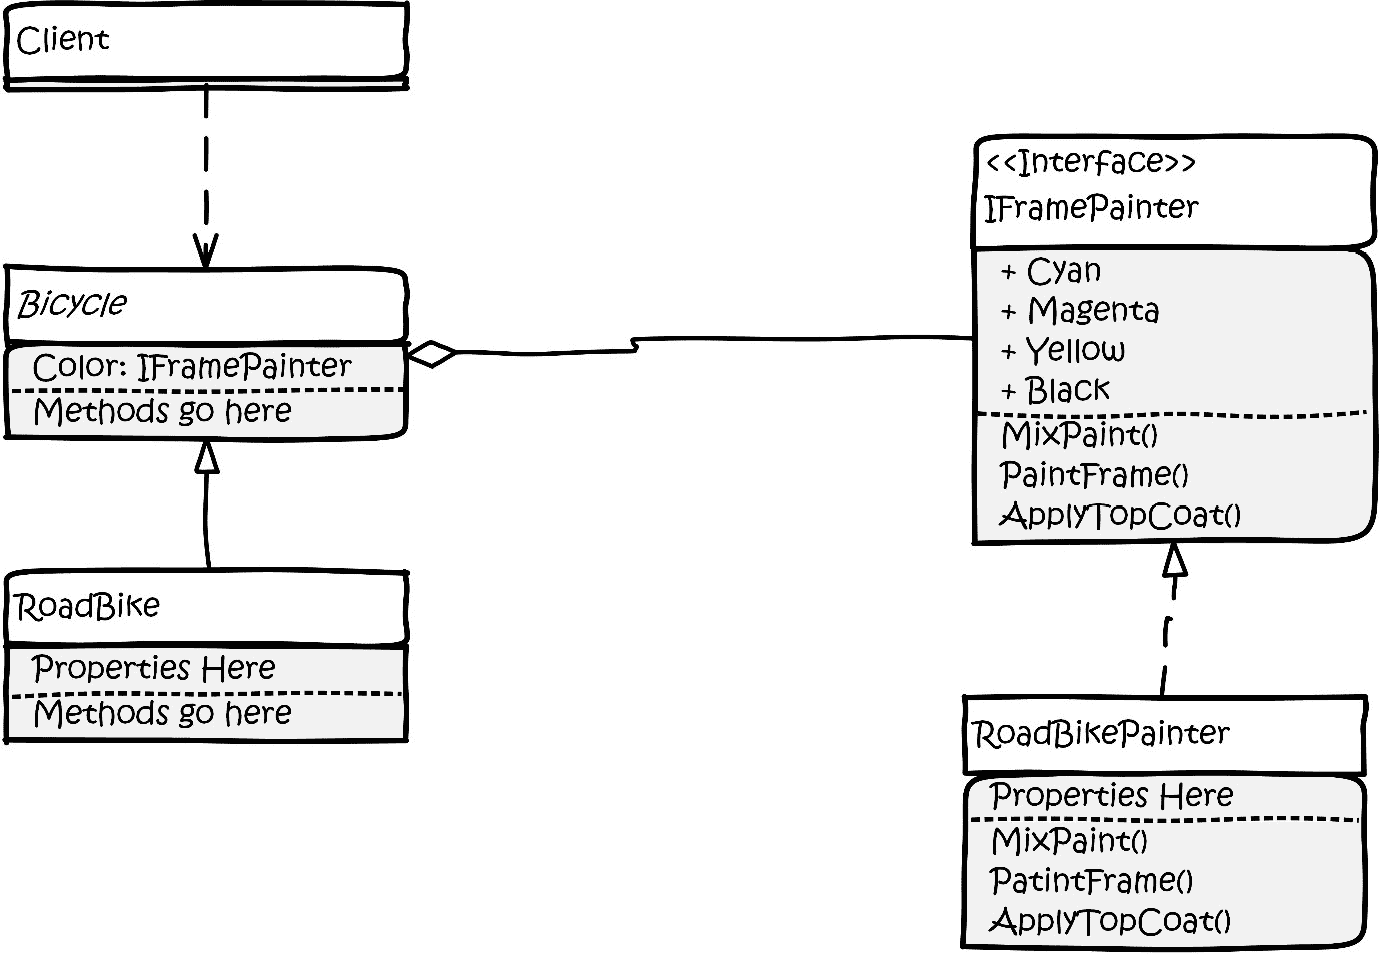 Client
<<Interface>>
IFramePainter
+ Cyan
+ Magenta
+ Yellow
+ Black
MixPaint()
PaintFrame()
ApplyTopCoat()
Bicycle
Color: IFramePainter
Methods go here
RoadBike
Properties Here
Methods go here
RoadBikePainter
Properties Here
MixPaint()
PatintFrame()
ApplyTopCoat()